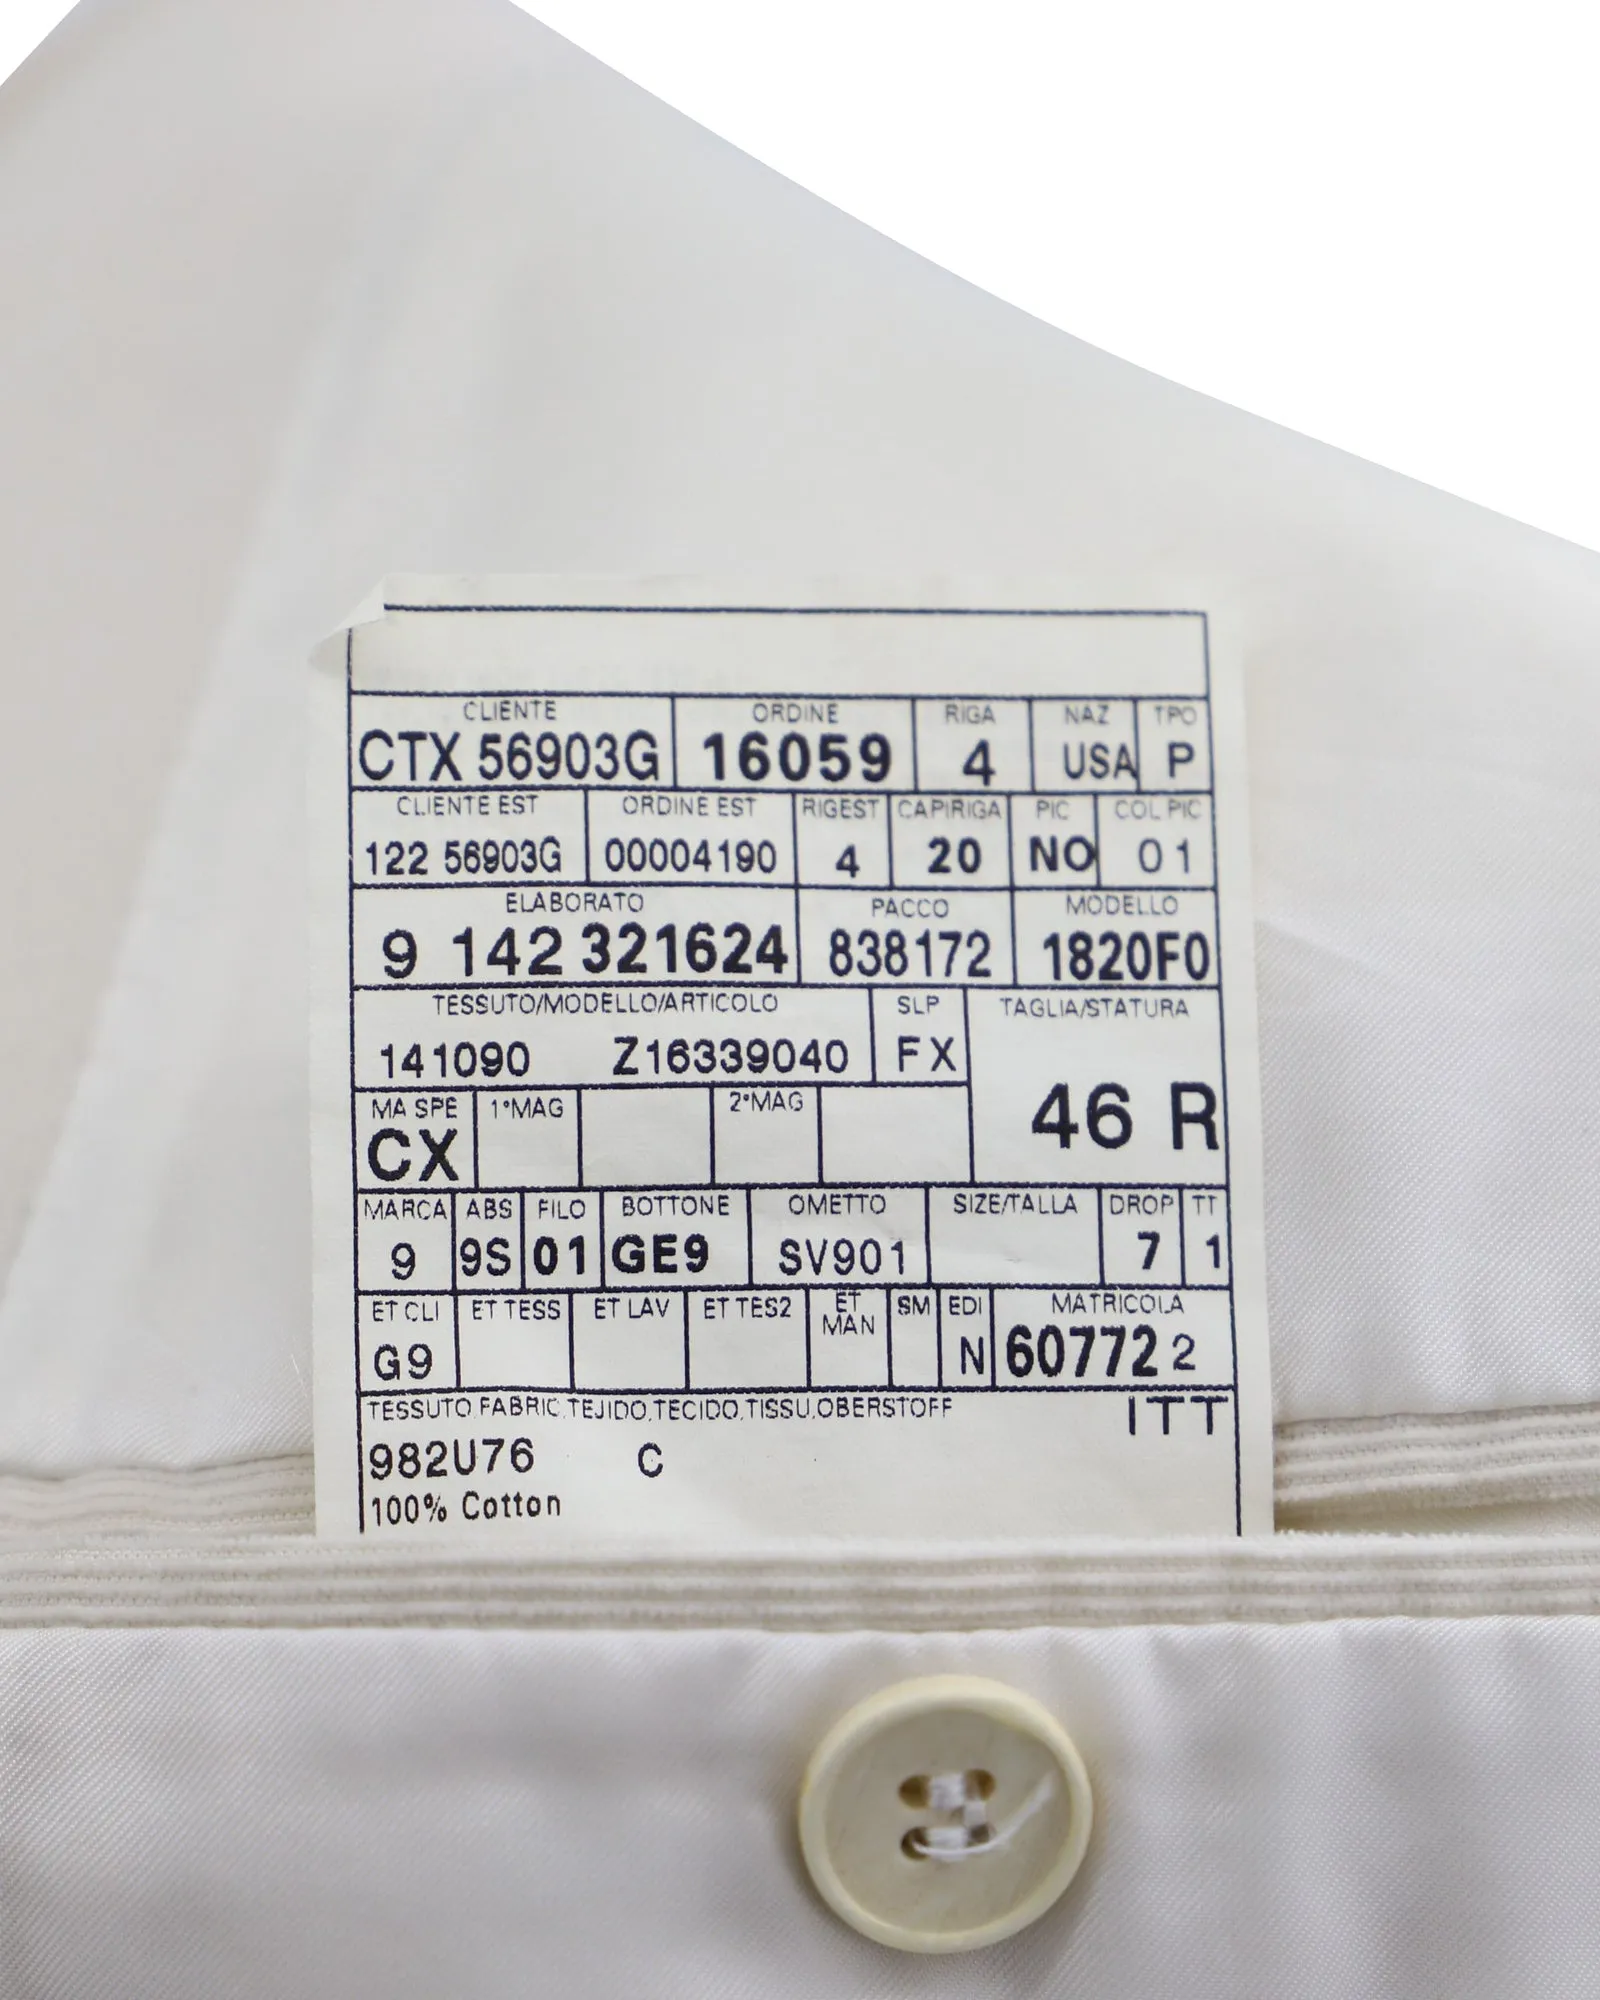 CLIENTE ORDINE RIGA NAZ TPO
CTX 56903G 16059 4 USA P
CLIENTE EST ORDINE EST RIGEST CAPIRIGA PIC COL PIC
122 56903G 00004190 4 20 NO 01
ELABORATO PACCO MODELLO
9 142 321624 838172 1820F0
TESSUTO/MODELLO/ARTICOLO SLP TAGLIA/STATURA
141090 Z16339040 FX
46 R
MA SPE 1°MAG 2°MAG
CX
MARCA ABS FILO BOTTONE OMETTO SIZE/TALLA DROP TT
9 9S 01 GE9 SV901 7 1
ET CLI ET TESS ET LAV ET TES2 ET MAN SM EDI MATRICOLA
G9 N 60772 2
TESSUTO,FABRIC,TEJIDO,TECIDO,TISSU,OBERSTOFF ITT
982U76 C
100% Cotton